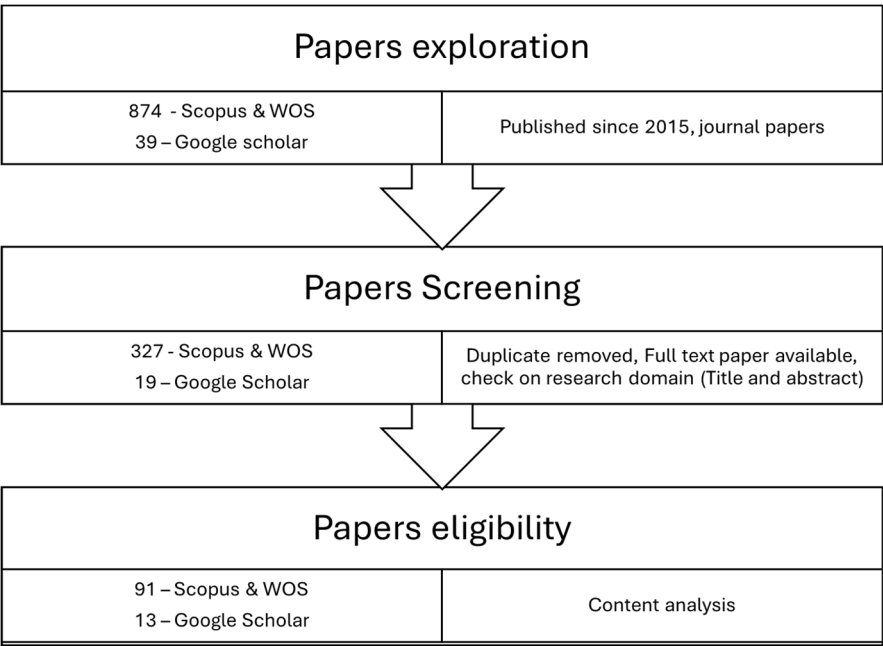 Papers exploration
874 - Scopus & WOS
39 – Google scholar
Published since 2015, journal papers
Papers Screening
327 - Scopus & WOS
19 – Google Scholar
Duplicate removed, Full text paper available,
check on research domain (Title and abstract)
Papers eligibility
91 – Scopus & WOS
13 – Google Scholar
Content analysis